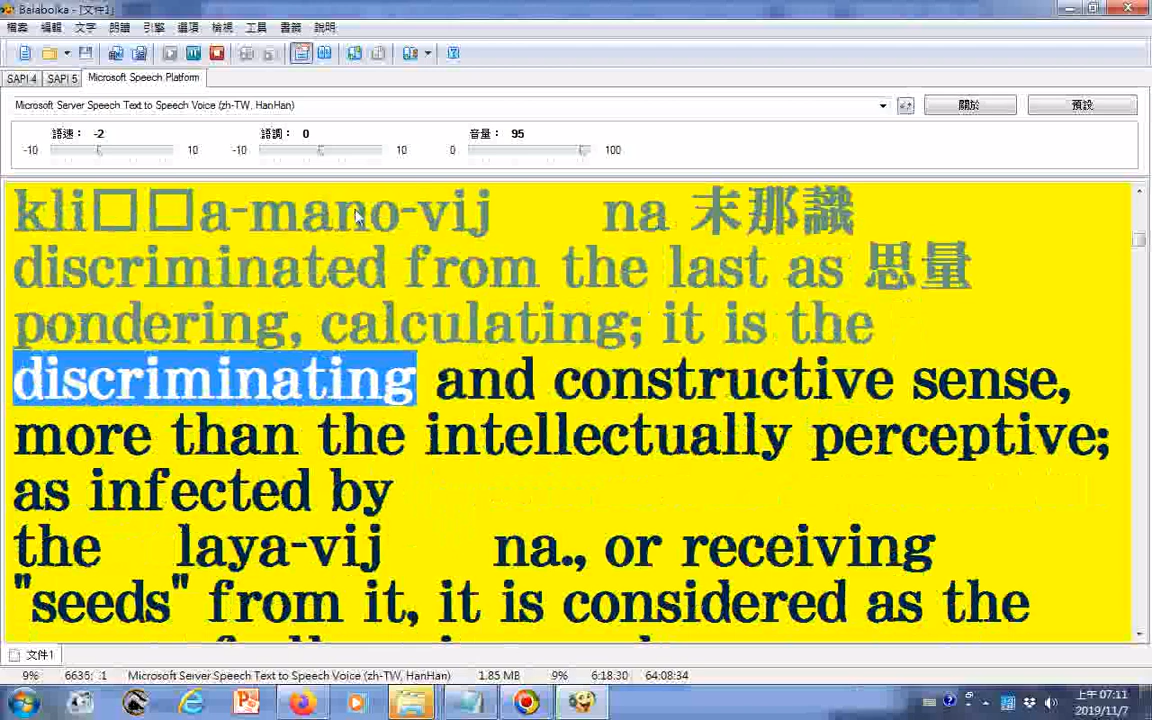 Balabolka - [文件1]
檔案 編輯 文字 朗讀 引擎 選項 檢視 工具 書籤 說明
SAPI 4 SAPI 5 Microsoft Speech Platform
Microsoft Server Speech Text to Speech Voice (zh-TW, HanHan) 關於 預設
語速： -2 語調： 0 音量： 95
-10 10 -10 10 0 100
kli□□a-mano-vij na 末那識
discriminated from the last as 思量
pondering, calculating; it is the
discriminating and constructive sense,
more than the intellectually perceptive;
as infected by
the laya-vij na., or receiving
"seeds" from it, it is considered as the
文件1
9% 6635: :1 Microsoft Server Speech Text to Speech Voice (zh-TW, HanHan) 1.85 MB 9% 6:18:30 64:08:34
上午 07:11
2019/11/7